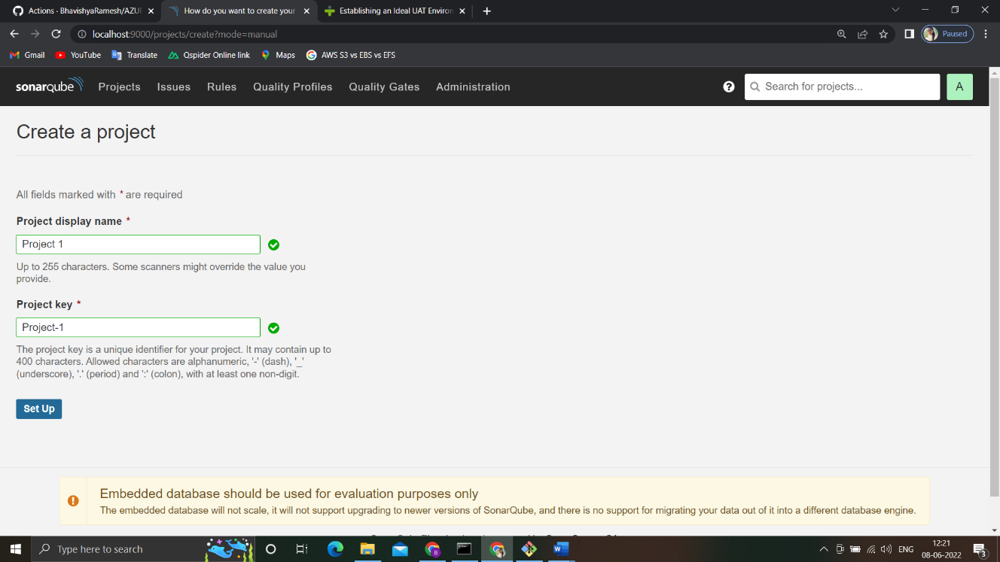 Actions · BhavishyaRamesh/AZUR
How do you want to create your
Establishing an Ideal UAT Environ
localhost:9000/projects/create?mode=manual
Paused
Gmail
YouTube
Translate
Qspider Online link
Maps
AWS S3 vs EBS vs EFS
sonarqube
Projects
Issues
Rules
Quality Profiles
Quality Gates
Administration
Search for projects...
A
Create a project
All fields marked with * are required
Project display name *
Project 1
Up to 255 characters. Some scanners might override the value you
provide.
Project key *
Project-1
The project key is a unique identifier for your project. It may contain up to
400 characters. Allowed characters are alphanumeric, '-' (dash), '_'
(underscore), '.' (period) and ':' (colon), with at least one non-digit.
Set Up
Embedded database should be used for evaluation purposes only
The embedded database will not scale, it will not support upgrading to newer versions of SonarQube, and there is no support for migrating your data out of it into a different database engine.
Type here to search
ENG
12:21
08-06-2022
3